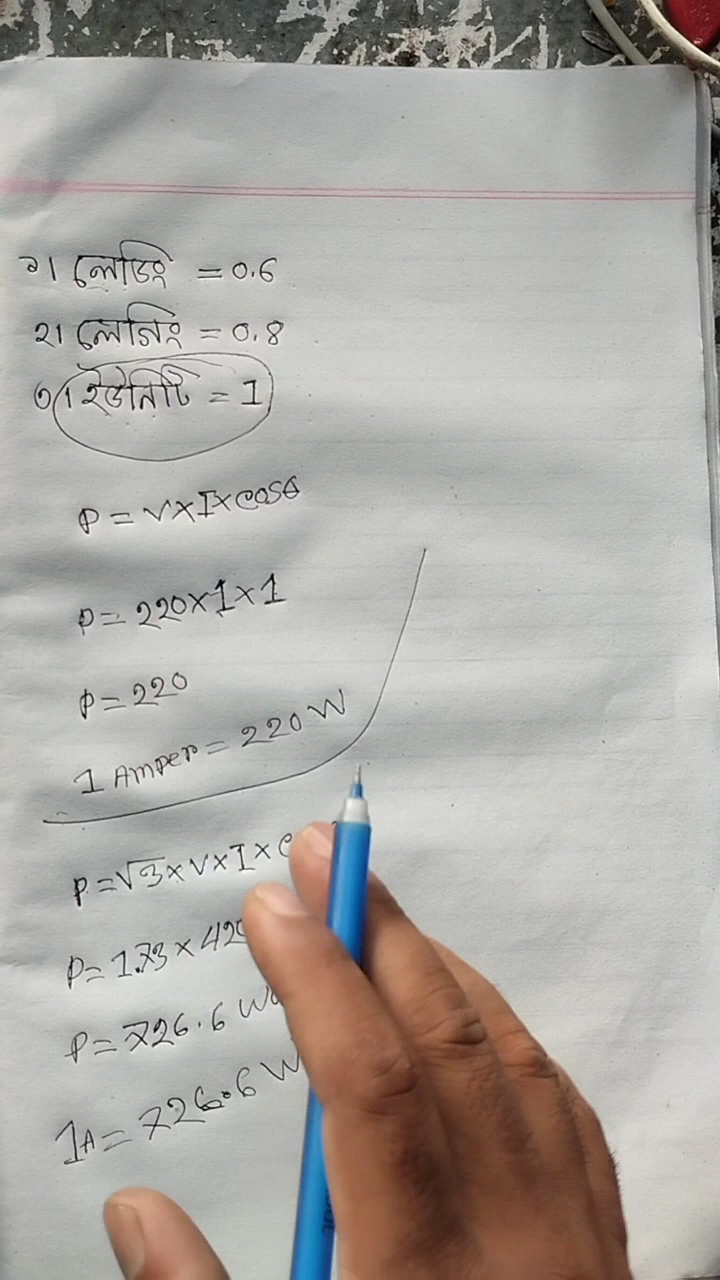 ১। লেডিং = 0.6
২। লেগিং = 0.8
৩। ইউনিটি = 1
P = V×I×cosθ
P = 220×1×1
P = 220
1 Amper = 220 W
P = √3 × V × I ×
P = 1.73 ×
P = 726.6
1A = 726.6 W